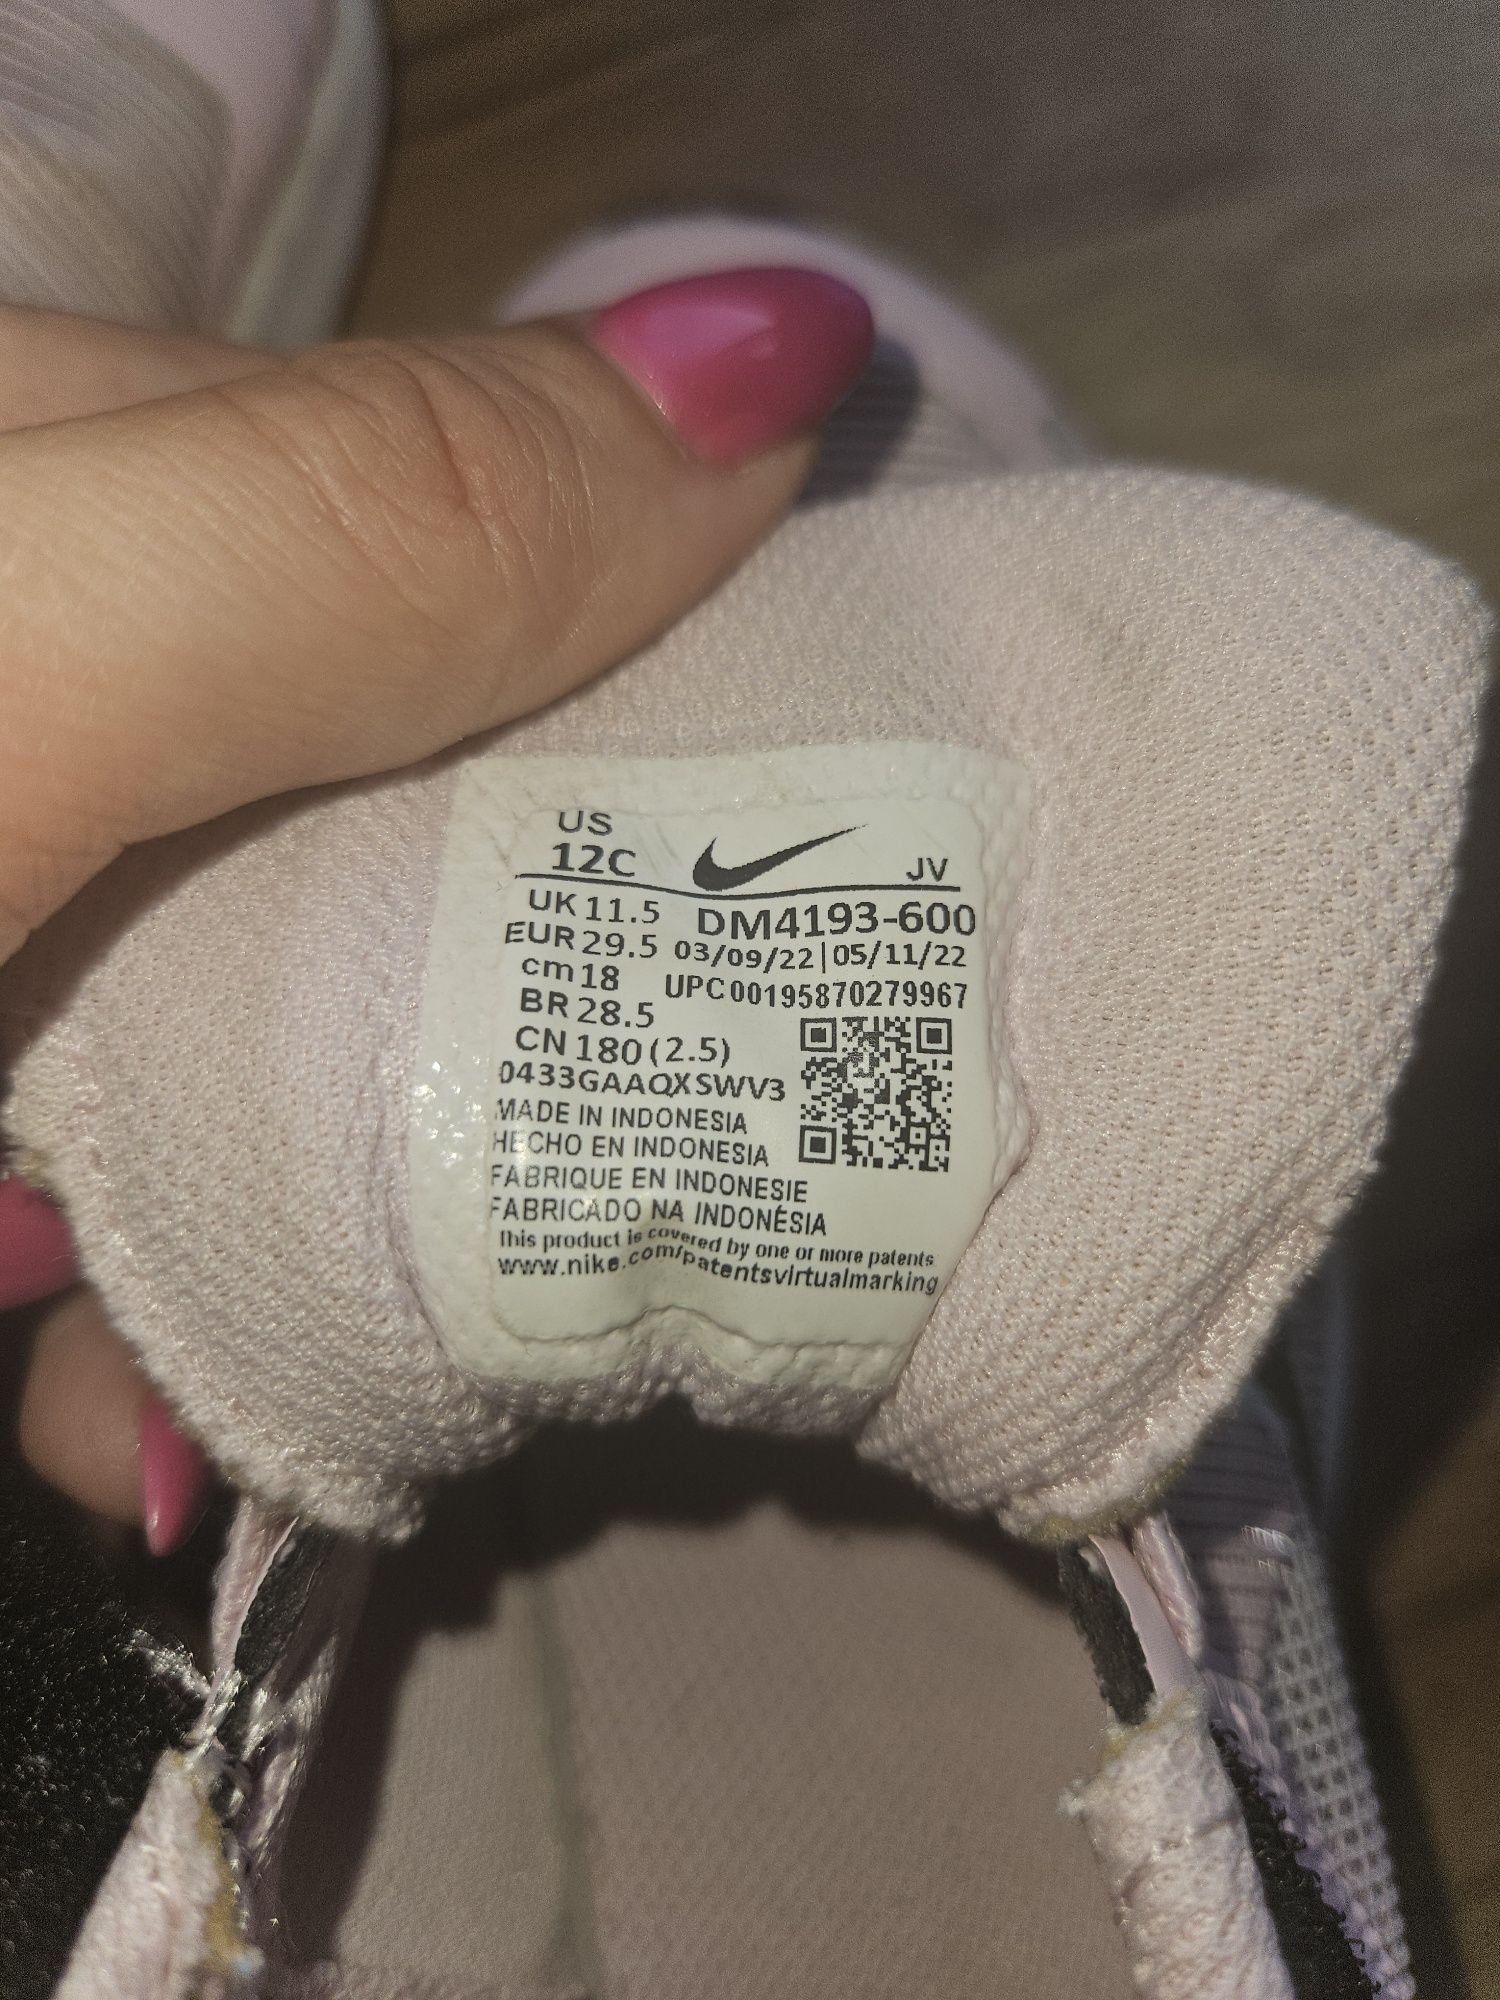 US
12C JV
UK 11.5 DM4193-600
EUR 29.5 03/09/22|05/11/22
cm 18 UPC 00195870279967
BR 28.5
CN 180 (2.5)
0433GAAQXSWV3
MADE IN INDONESIA
HECHO EN INDONESIA
FABRIQUE EN INDONESIE
FABRICADO NA INDONÉSIA
This product is covered by one or more patents
www.nike.com/patentsvirtualmarking